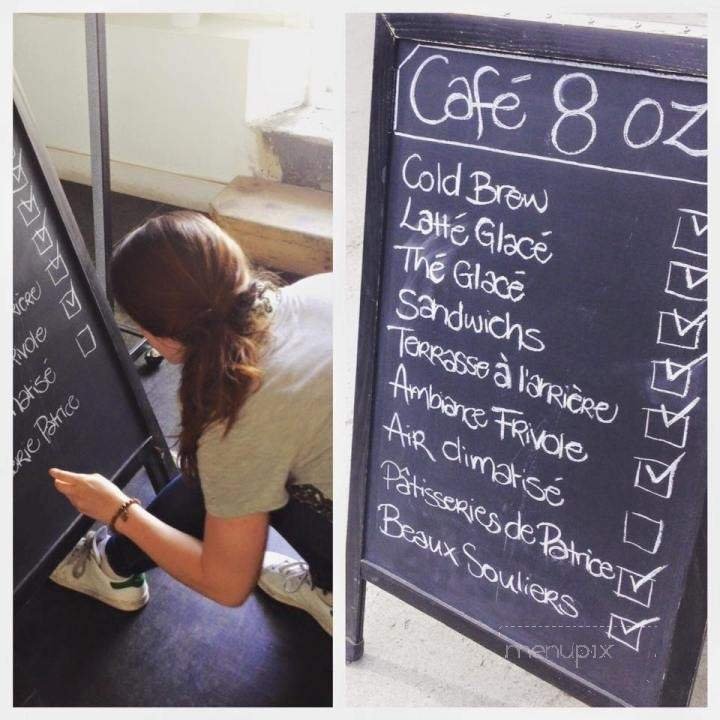 Café 8 oz
Cold Brew
Latté Glacé
Thé Glacé
Sandwichs
Terrasse à l'arrière
Ambiance Frivole
Air climatisé
Pâtisseries de Patrice
Beaux Souliers
menupix